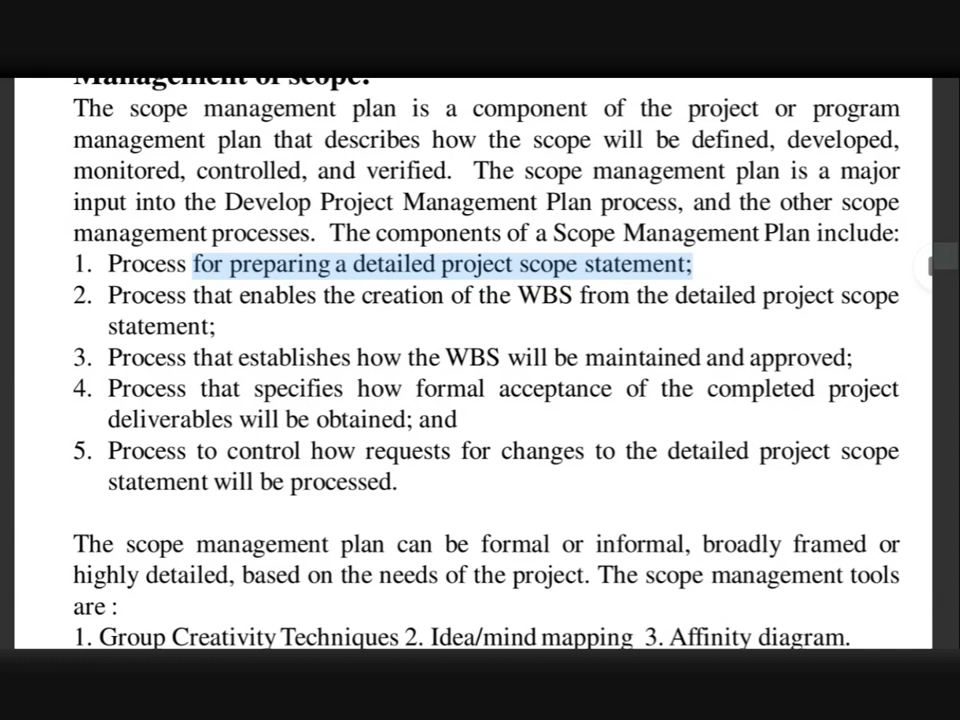 Management of scope:
The scope management plan is a component of the project or program
management plan that describes how the scope will be defined, developed,
monitored, controlled, and verified. The scope management plan is a major
input into the Develop Project Management Plan process, and the other scope
management processes. The components of a Scope Management Plan include:
1. Process for preparing a detailed project scope statement;
2. Process that enables the creation of the WBS from the detailed project scope
statement;
3. Process that establishes how the WBS will be maintained and approved;
4. Process that specifies how formal acceptance of the completed project
deliverables will be obtained; and
5. Process to control how requests for changes to the detailed project scope
statement will be processed.
The scope management plan can be formal or informal, broadly framed or
highly detailed, based on the needs of the project. The scope management tools
are :
1. Group Creativity Techniques 2. Idea/mind mapping 3. Affinity diagram.